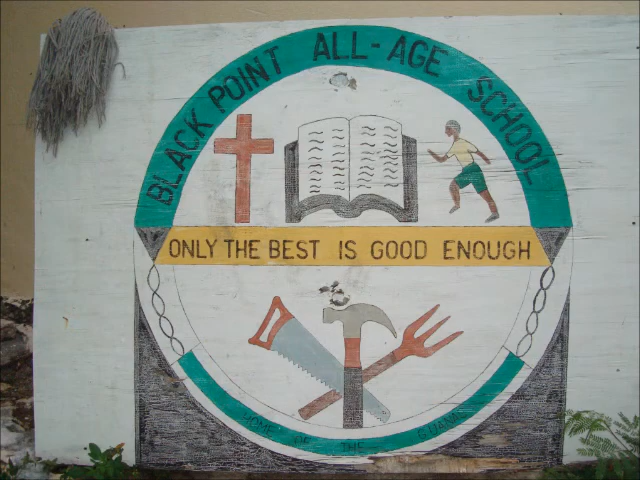 BLACK POINT ALL-AGE SCHOOL
ONLY THE BEST IS GOOD ENOUGH
HOME OF THE